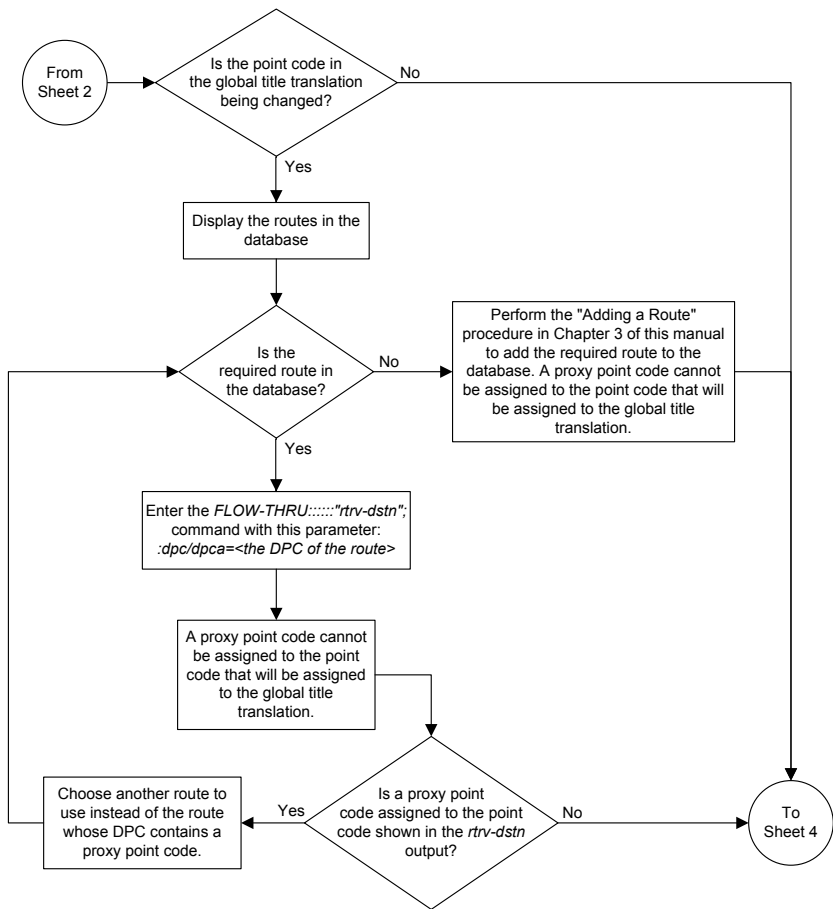 From
Sheet 2
Is the point code in
the global title translation
being changed?
No
Yes
Display the routes in the
database
Is the
required route in
the database?
No
Perform the "Adding a Route"
procedure in Chapter 3 of this manual
to add the required route to the
database. A proxy point code cannot
be assigned to the point code that will
be assigned to the global title
translation.
Yes
Enter the FLOW-THRU::::::"rtrv-dstn";
command with this parameter:
:dpc/dpca=<the DPC of the route>
A proxy point code cannot
be assigned to the point
code that will be assigned
to the global title
translation.
Is a proxy point
code assigned to the point
code shown in the rtrv-dstn
output?
Yes
Choose another route to
use instead of the route
whose DPC contains a
proxy point code.
No
To
Sheet 4